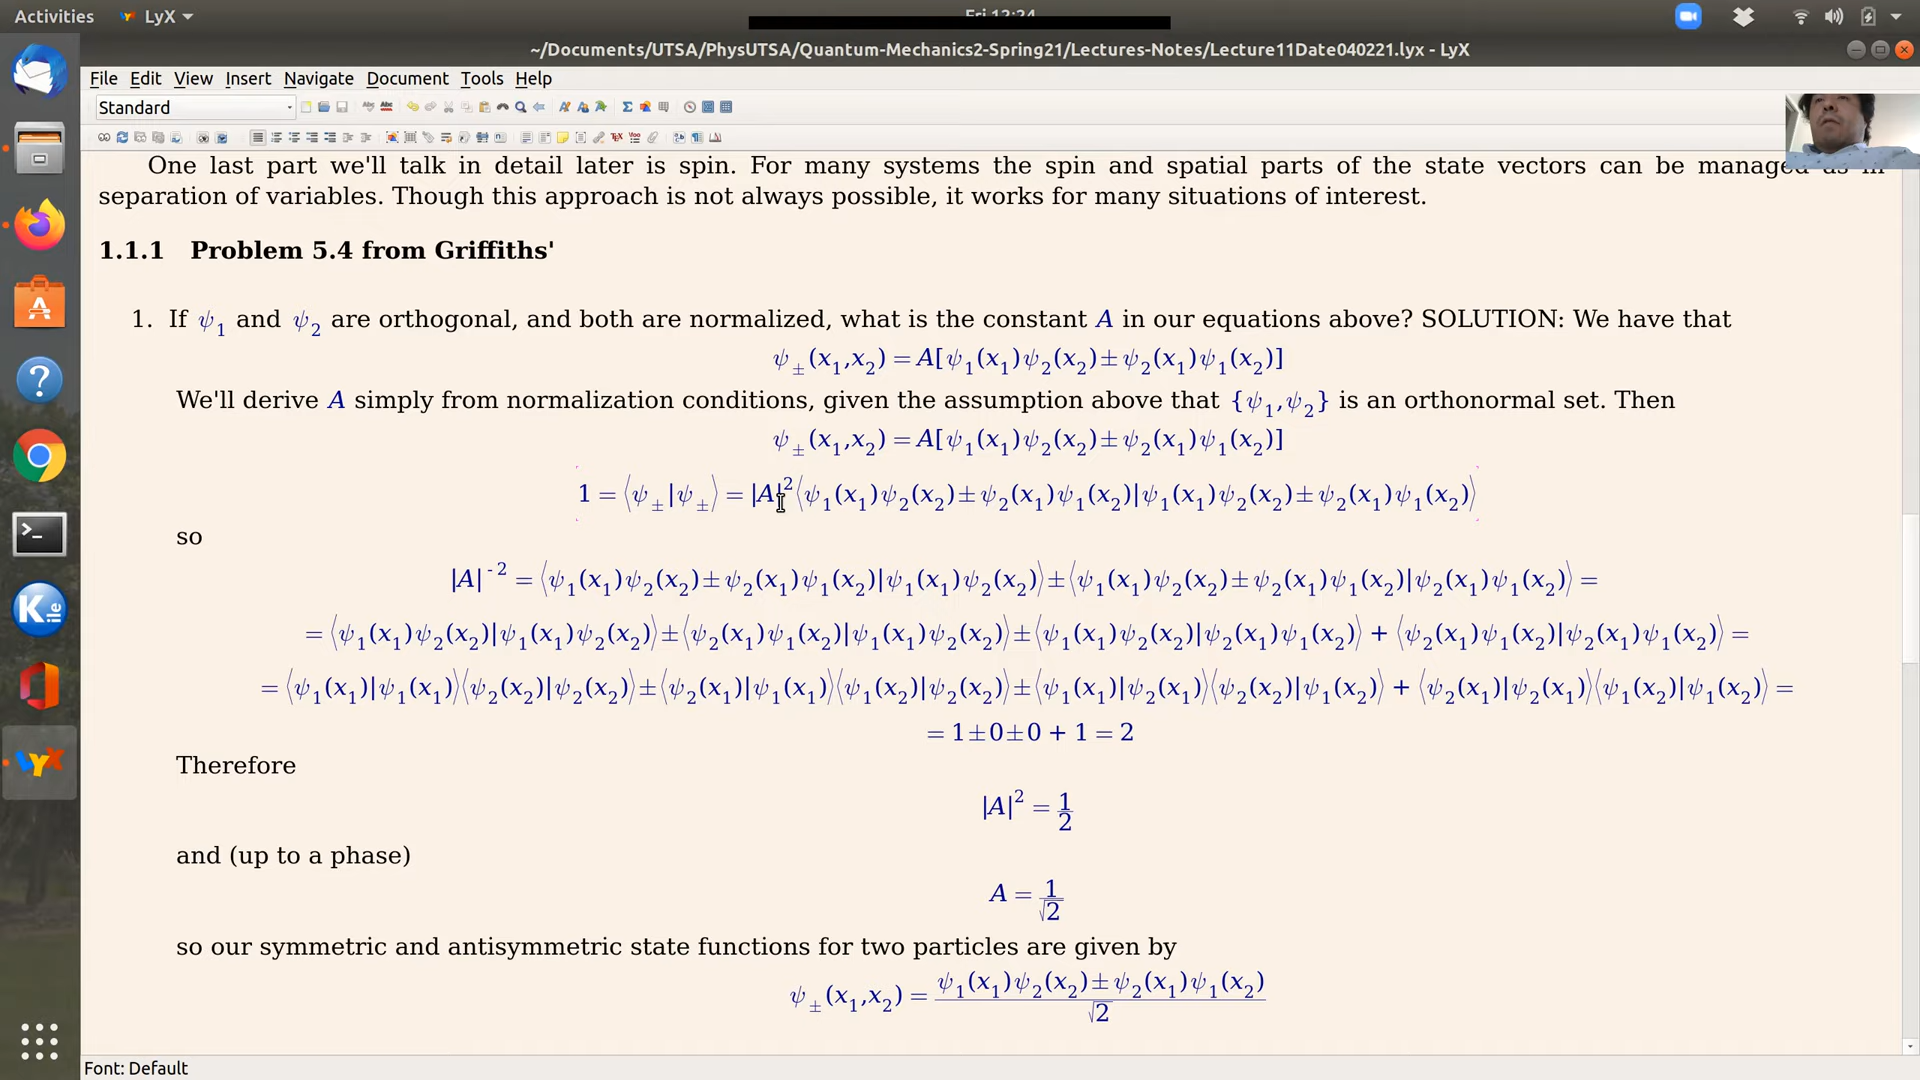 Activities LyX Fri 12:24
~/Documents/UTSA/PhysUTSA/Quantum-Mechanics2-Spring21/Lectures-Notes/Lecture11Date040221.lyx - LyX
File Edit View Insert Navigate Document Tools Help
Standard
One last part we'll talk in detail later is spin. For many systems the spin and spatial parts of the state vectors can be managed as in
separation of variables. Though this approach is not always possible, it works for many situations of interest.
1.1.1 Problem 5.4 from Griffiths'
1. If ψ₁ and ψ₂ are orthogonal, and both are normalized, what is the constant A in our equations above? SOLUTION: We have that
ψ±(x₁,x₂) = A[ψ₁(x₁)ψ₂(x₂)±ψ₂(x₁)ψ₁(x₂)]
We'll derive A simply from normalization conditions, given the assumption above that {ψ₁,ψ₂} is an orthonormal set. Then
ψ±(x₁,x₂) = A[ψ₁(x₁)ψ₂(x₂)±ψ₂(x₁)ψ₁(x₂)]
1 = ⟨ψ±|ψ±⟩ = |A|²⟨ψ₁(x₁)ψ₂(x₂)±ψ₂(x₁)ψ₁(x₂)|ψ₁(x₁)ψ₂(x₂)±ψ₂(x₁)ψ₁(x₂)⟩
so
|A|⁻² = ⟨ψ₁(x₁)ψ₂(x₂)±ψ₂(x₁)ψ₁(x₂)|ψ₁(x₁)ψ₂(x₂)⟩±⟨ψ₁(x₁)ψ₂(x₂)±ψ₂(x₁)ψ₁(x₂)|ψ₂(x₁)ψ₁(x₂)⟩ =
= ⟨ψ₁(x₁)ψ₂(x₂)|ψ₁(x₁)ψ₂(x₂)⟩±⟨ψ₂(x₁)ψ₁(x₂)|ψ₁(x₁)ψ₂(x₂)⟩±⟨ψ₁(x₁)ψ₂(x₂)|ψ₂(x₁)ψ₁(x₂)⟩ + ⟨ψ₂(x₁)ψ₁(x₂)|ψ₂(x₁)ψ₁(x₂)⟩ =
= ⟨ψ₁(x₁)|ψ₁(x₁)⟩⟨ψ₂(x₂)|ψ₂(x₂)⟩±⟨ψ₂(x₁)|ψ₁(x₁)⟩⟨ψ₁(x₂)|ψ₂(x₂)⟩±⟨ψ₁(x₁)|ψ₂(x₁)⟩⟨ψ₂(x₂)|ψ₁(x₂)⟩ + ⟨ψ₂(x₁)|ψ₂(x₁)⟩⟨ψ₁(x₂)|ψ₁(x₂)⟩ =
= 1±0±0 + 1 = 2
Therefore
|A|² = 1/2
and (up to a phase)
A = 1/√2
so our symmetric and antisymmetric state functions for two particles are given by
ψ±(x₁,x₂) = ψ₁(x₁)ψ₂(x₂)±ψ₂(x₁)ψ₁(x₂)/√2
Font: Default